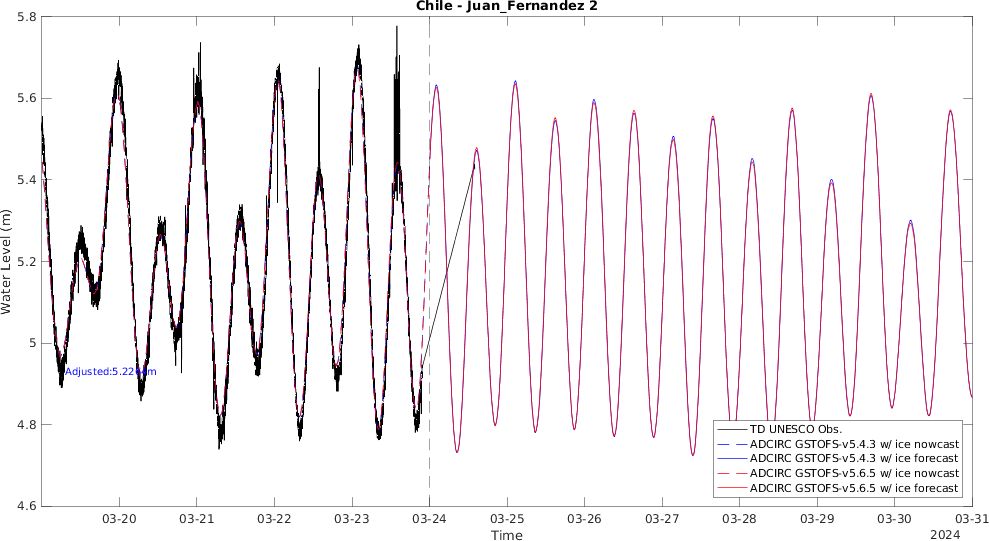 Chile - Juan_Fernandez 2
Water Level (m)
5.8
5.6
5.4
5.2
5
4.8
4.6
TD UNESCO Obs.
ADCIRC GSTOFS-v5.4.3 w/ ice nowcast
ADCIRC GSTOFS-v5.4.3 w/ ice forecast
ADCIRC GSTOFS-v5.6.5 w/ ice nowcast
ADCIRC GSTOFS-v5.6.5 w/ ice forecast
03-20 03-21 03-22 03-23 03-24 03-25 03-26 03-27 03-28 03-29 03-30 03-31
Time
2024